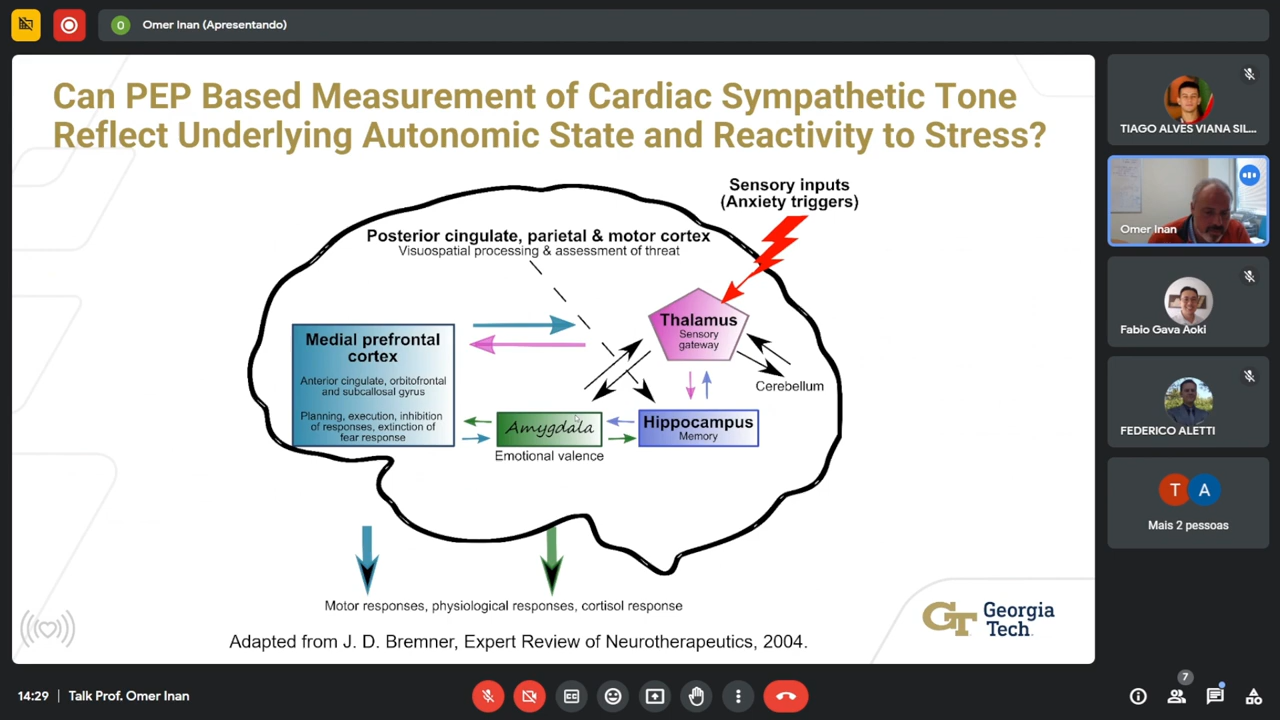 O Omer Inan (Apresentando)
Can PEP Based Measurement of Cardiac Sympathetic Tone
Reflect Underlying Autonomic State and Reactivity to Stress?
Sensory inputs
(Anxiety triggers)
Posterior cingulate, parietal & motor cortex
Visuospatial processing & assessment of threat
Thalamus
Sensory
gateway
Medial prefrontal
cortex
Anterior cingulate, orbitofrontal
and subcallosal gyrus
Planning, execution, inhibition
of responses, extinction of
fear response
Cerebellum
Amygdala
Emotional valence
Hippocampus
Memory
Motor responses, physiological responses, cortisol response
Adapted from J. D. Bremner, Expert Review of Neurotherapeutics, 2004.
GT Georgia
Tech.
TIAGO ALVES VIANA SIL...
Omer Inan
Fabio Gava Aoki
FEDERICO ALETTI
T A
Mais 2 pessoas
14:29 | Talk Prof. Omer Inan
CC
7